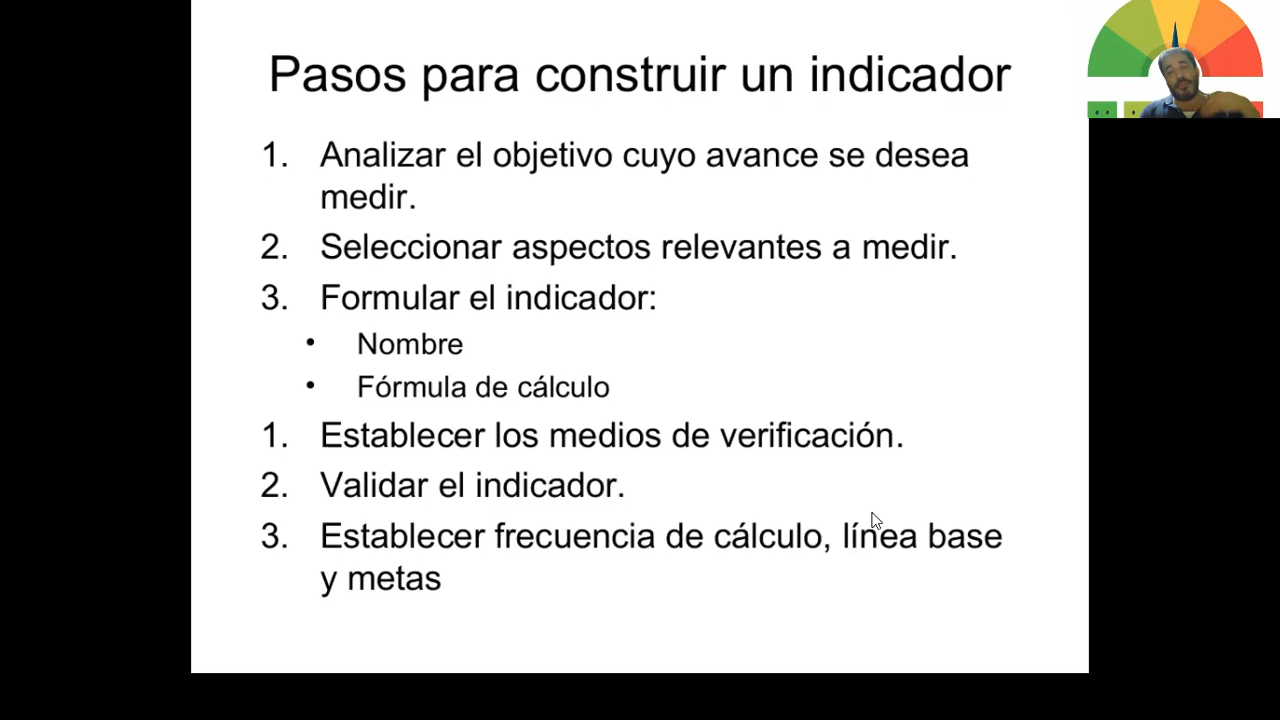 Pasos para construir un indicador
1. Analizar el objetivo cuyo avance se desea
medir.
2. Seleccionar aspectos relevantes a medir.
3. Formular el indicador:
• Nombre
• Fórmula de cálculo
1. Establecer los medios de verificación.
2. Validar el indicador.
3. Establecer frecuencia de cálculo, línea base
y metas